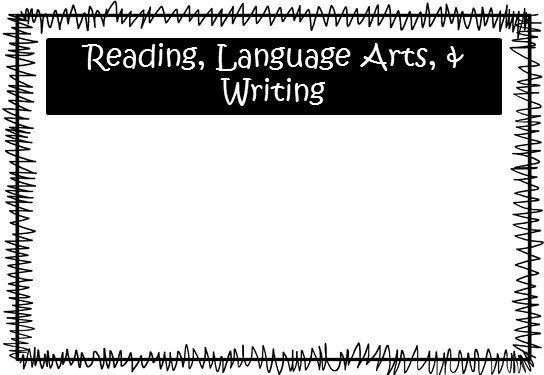 Reading, Language Arts, &
Writing